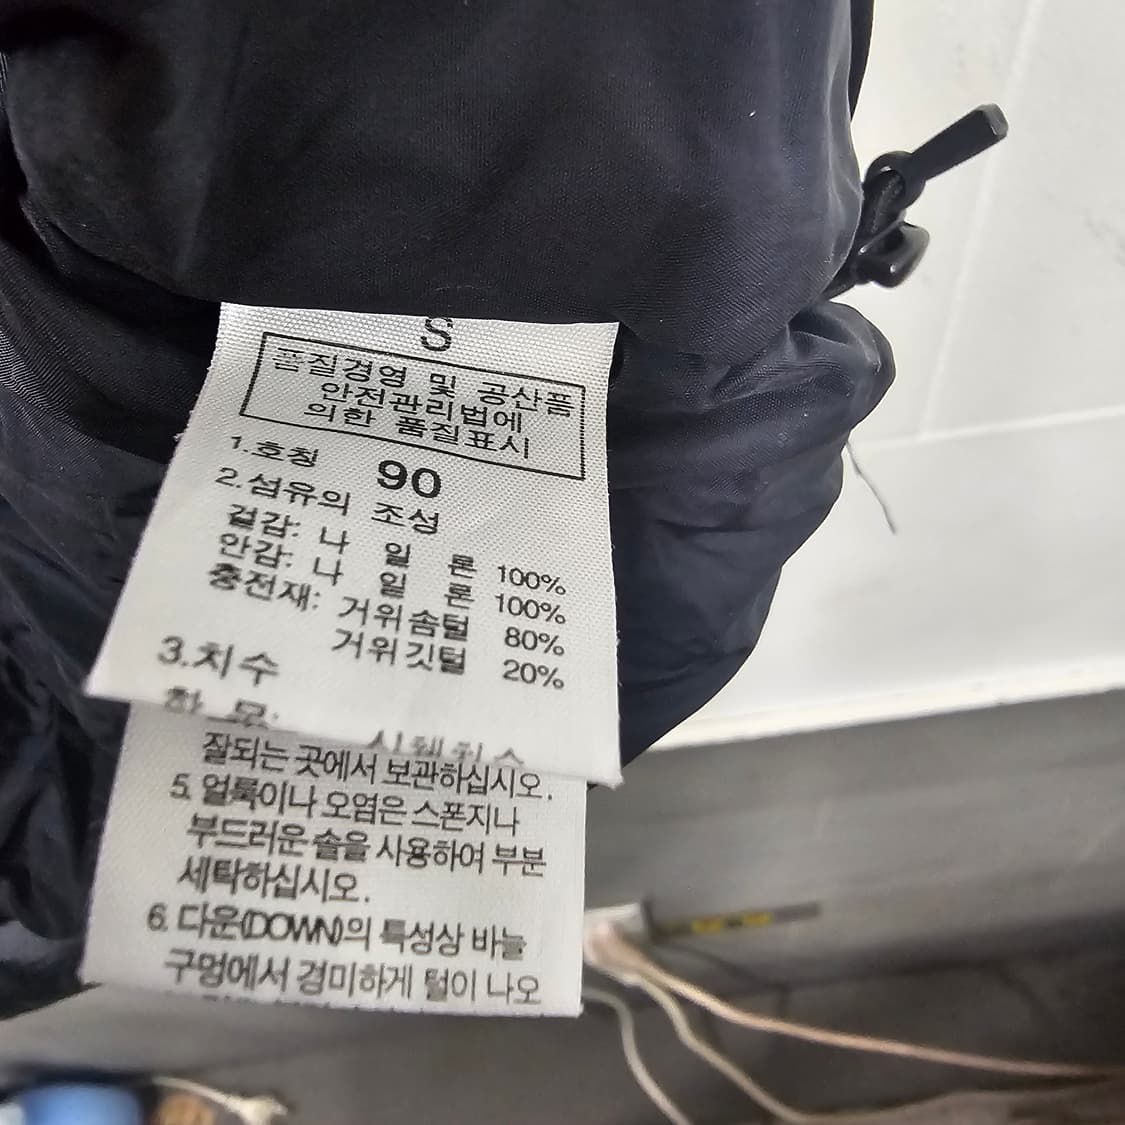 S
품질경영 및 공산품
안전관리법에
의한 품질표시
1.호칭 90
2.섬유의 조성
겉감: 나 일 론 100%
안감: 나 일 론 100%
충전재: 거위솜털 80%
거위깃털 20%
3.치수
잘되는 곳에서 보관하십시오.
5. 얼룩이나 오염은 스폰지나
부드러운 솔을 사용하여 부분
세탁하십시오.
6. 다운(DOWN)의 특성상 바늘
구멍에서 경미하게 털이 나오